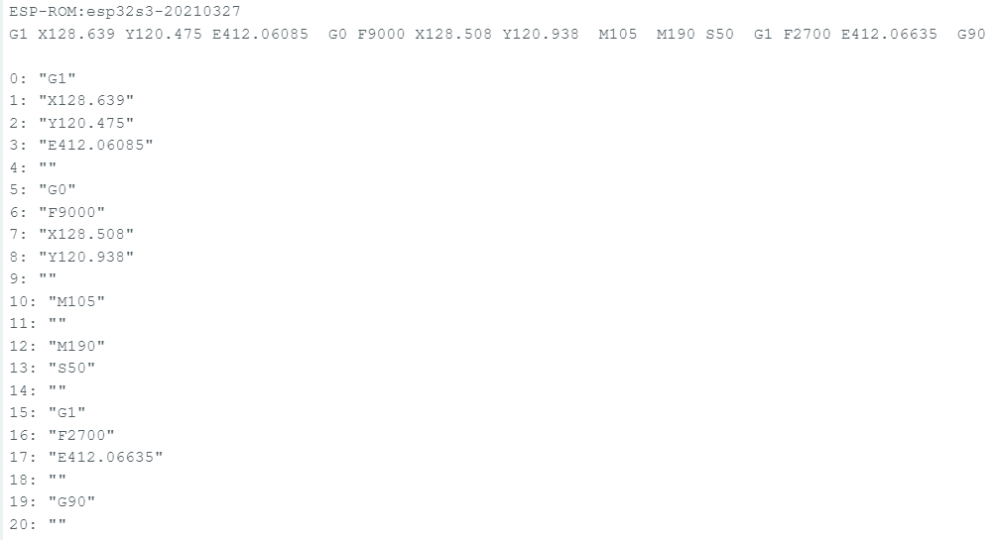 ESP-ROM:esp32s3-20210327
G1 X128.639 Y120.475 E412.06085  G0 F9000 X128.508 Y120.938  M105  M190 S50  G1 F2700 E412.06635  G90
0: "G1"
1: "X128.639"
2: "Y120.475"
3: "E412.06085"
4: ""
5: "G0"
6: "F9000"
7: "X128.508"
8: "Y120.938"
9: ""
10: "M105"
11: ""
12: "M190"
13: "S50"
14: ""
15: "G1"
16: "F2700"
17: "E412.06635"
18: ""
19: "G90"
20: ""